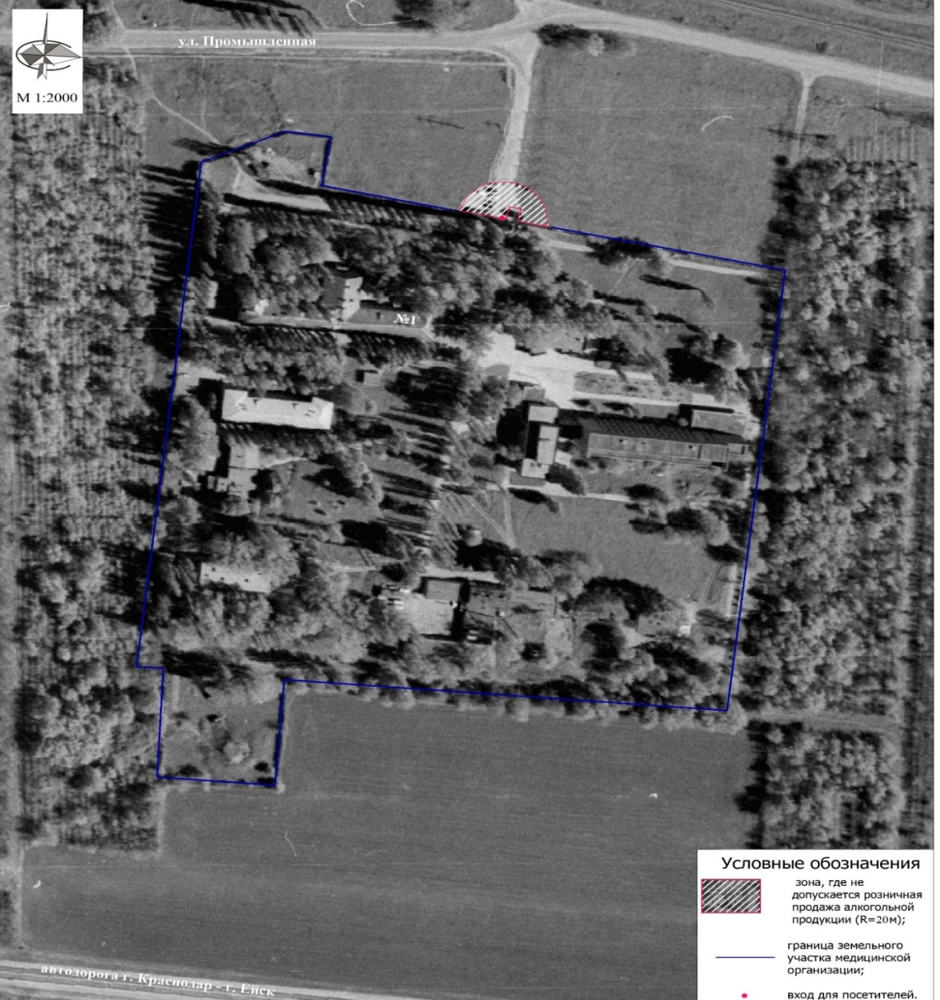 ул. Промышленная
М 1:2000
№1
Условные обозначения
зона, где не
допускается розничная
продажа алкогольной
продукции (R=20м);
граница земельного
участка медицинской
организации;
автодорога г. Краснодар - г. Ейск
вход для посетителей.